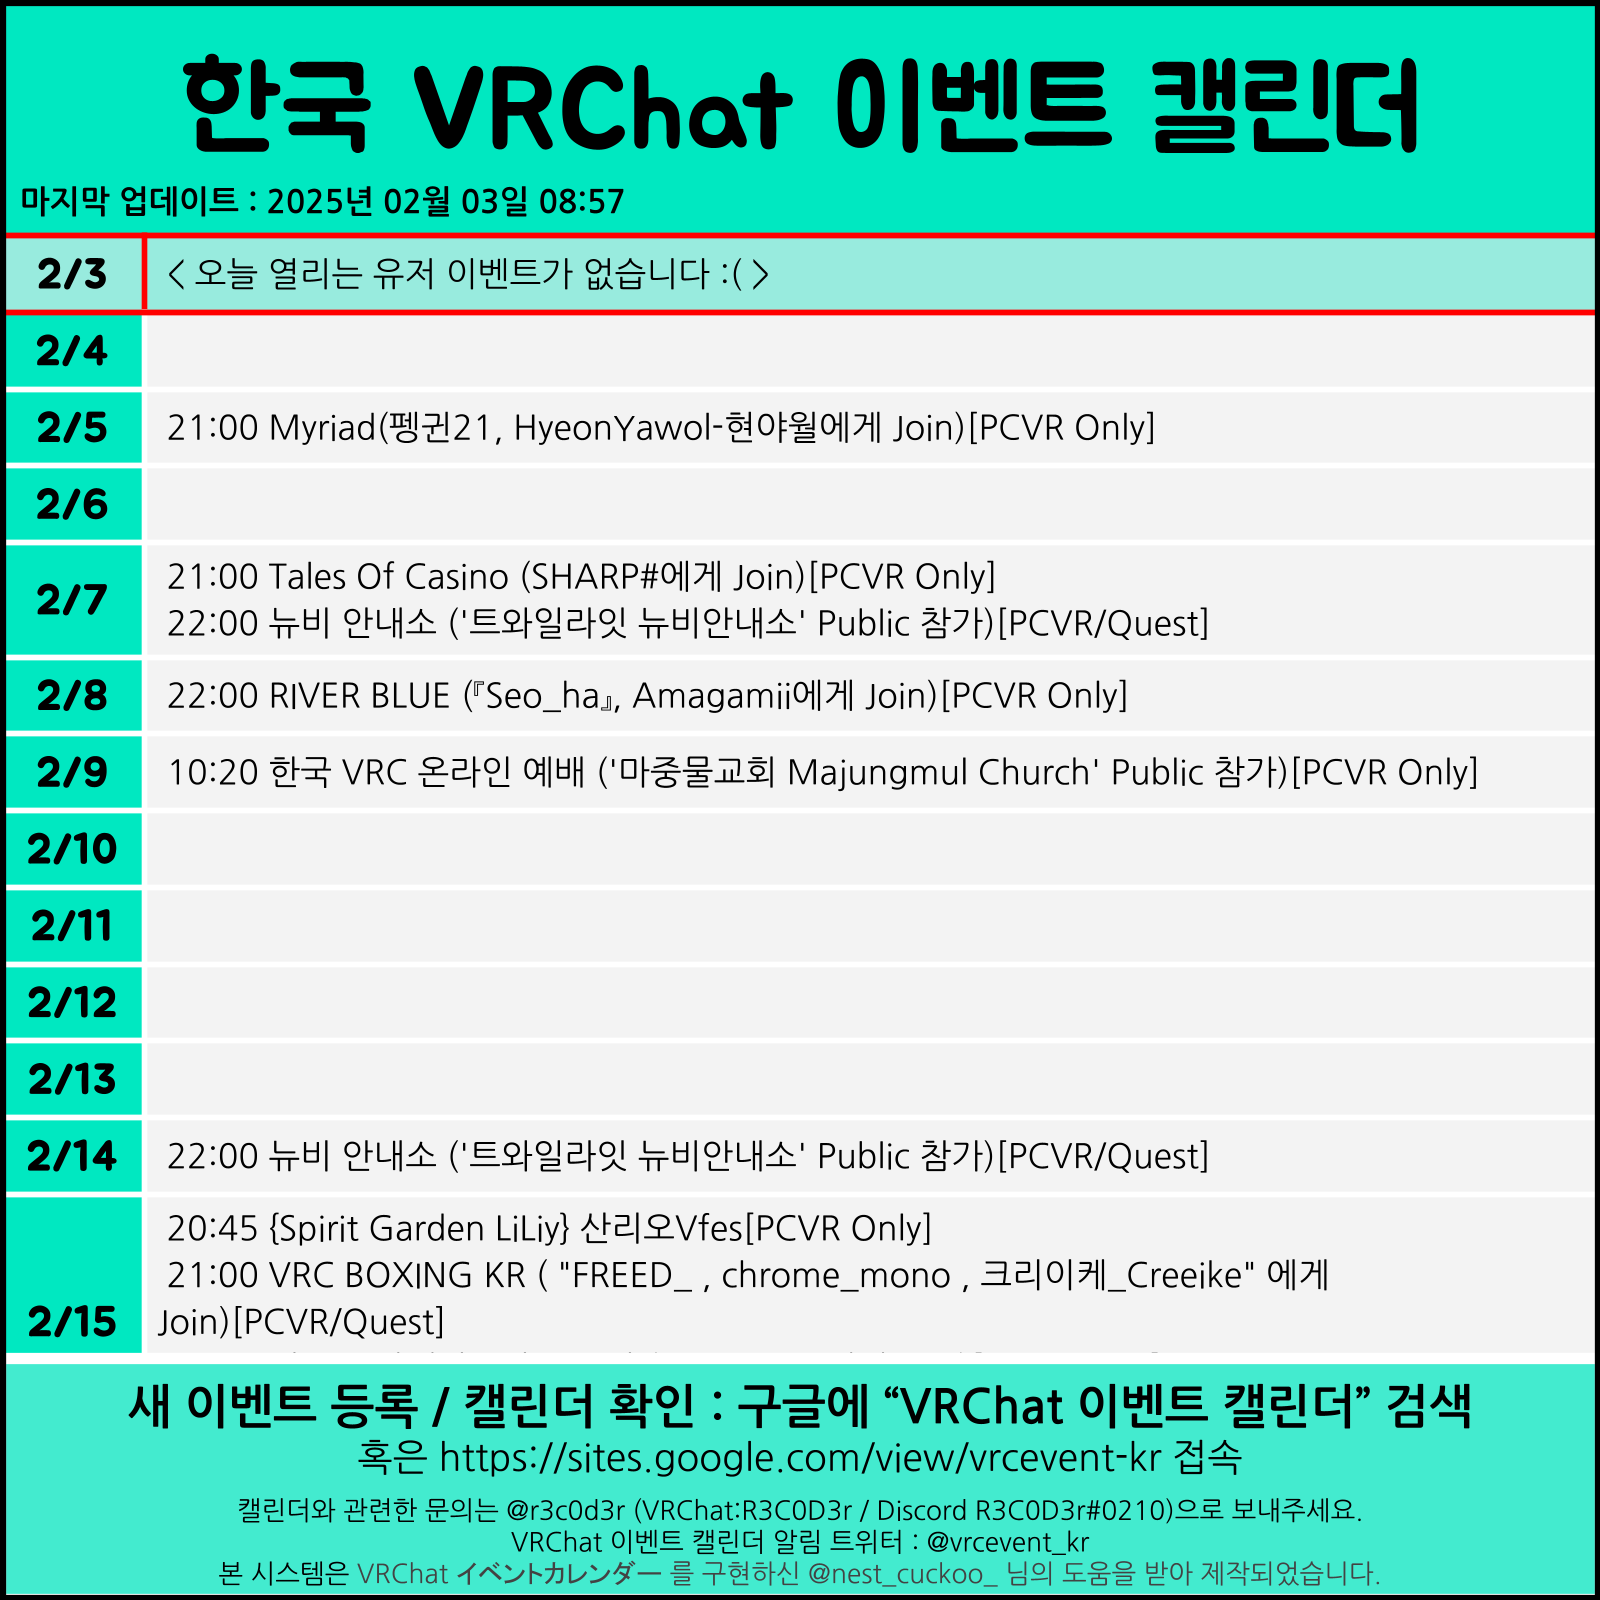 한국 VRChat 이벤트 캘린더
마지막 업데이트 : 2025년 02월 03일 08:57
2/3 < 오늘 열리는 유저 이벤트가 없습니다 :( >
2/4
2/5 21:00 Myriad(펭귄21, HyeonYawol-현야월에게 Join)[PCVR Only]
2/6
21:00 Tales Of Casino (SHARP#에게 Join)[PCVR Only]
2/7
22:00 뉴비 안내소 ('트와일라잇 뉴비안내소' Public 참가)[PCVR/Quest]
2/8 22:00 RIVER BLUE (『Seo_ha』, Amagamii에게 Join)[PCVR Only]
2/9 10:20 한국 VRC 온라인 예배 ('마중물교회 Majungmul Church' Public 참가)[PCVR Only]
2/10
2/11
2/12
2/13
2/14 22:00 뉴비 안내소 ('트와일라잇 뉴비안내소' Public 참가)[PCVR/Quest]
20:45 {Spirit Garden LiLiy} 산리오Vfes[PCVR Only]
21:00 VRC BOXING KR ( "FREED_ , chrome_mono , 크리이케_Creeike" 에게
2/15 Join)[PCVR/Quest]
새 이벤트 등록 / 캘린더 확인 : 구글에 “VRChat 이벤트 캘린더” 검색
혹은 https://sites.google.com/view/vrcevent-kr 접속
캘린더와 관련한 문의는 @r3c0d3r (VRChat:R3C0D3r / Discord R3C0D3r#0210)으로 보내주세요.
VRChat 이벤트 캘린더 알림 트위터 : @vrcevent_kr
본 시스템은 VRChat イベントカレンダー 를 구현하신 @nest_cuckoo_ 님의 도움을 받아 제작되었습니다.